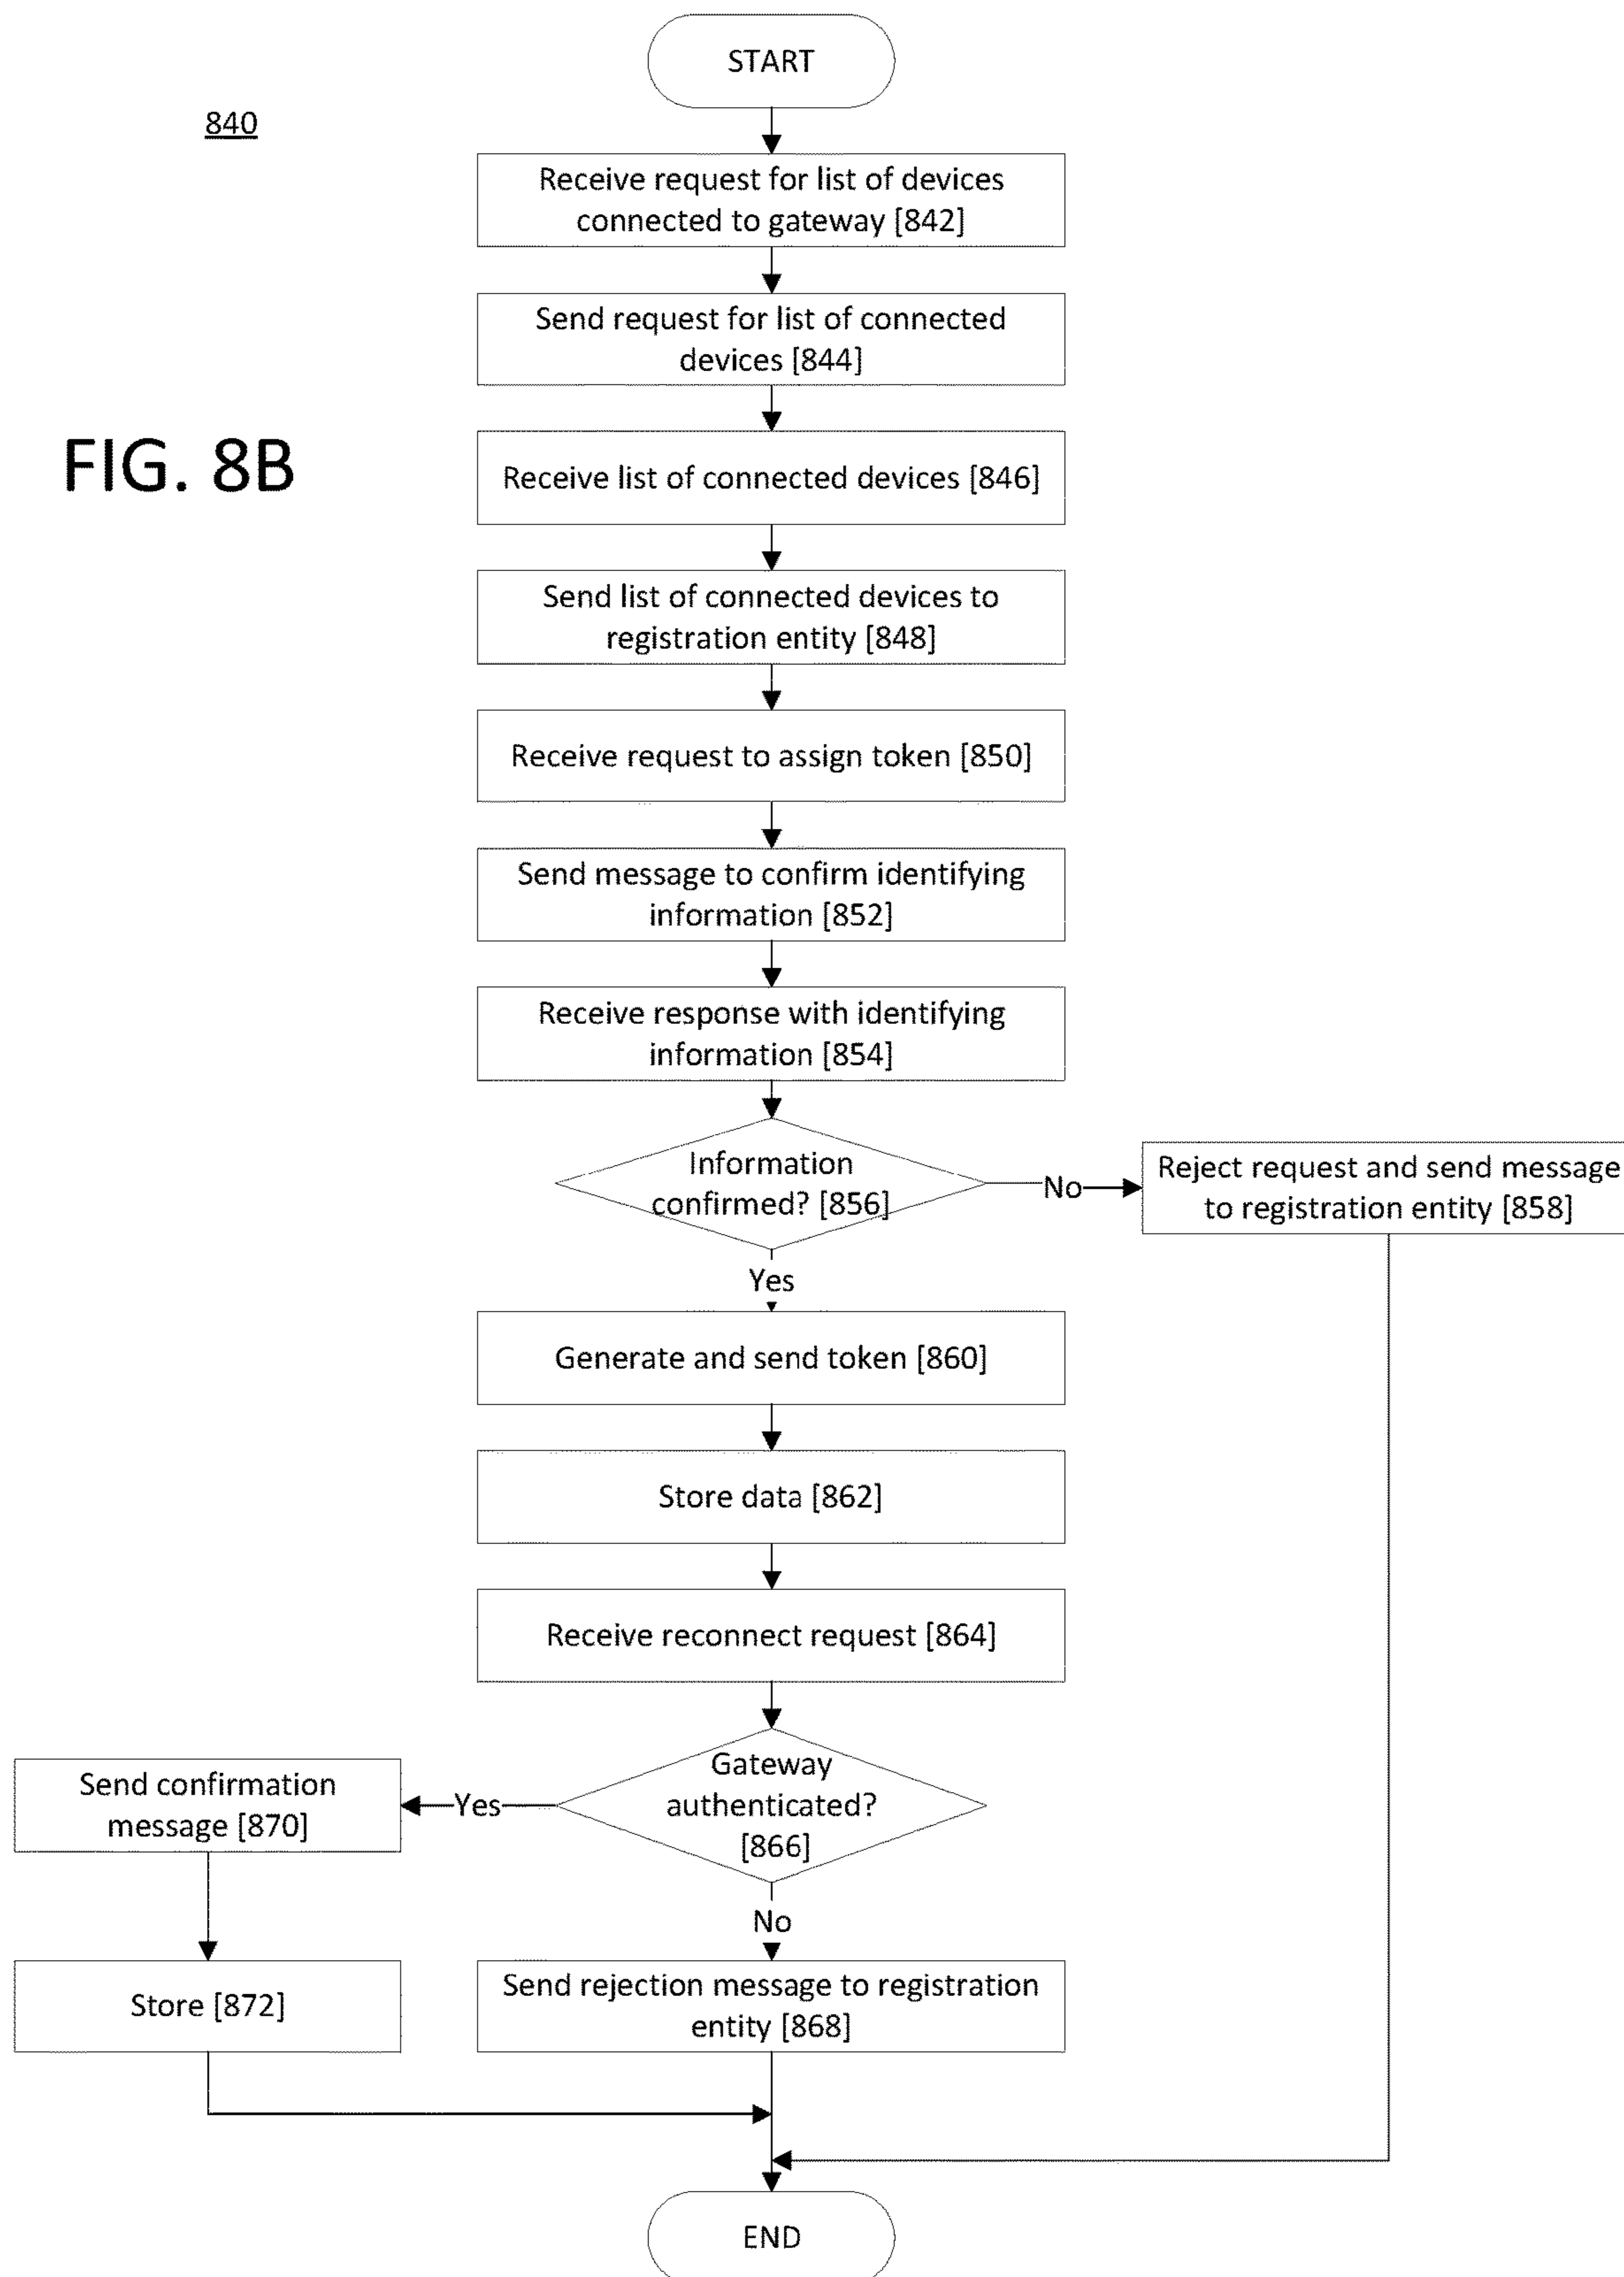 START
840
Receive request for list of devices
connected to gateway [842]
Send request for list of connected
devices [844]
FIG. 8B
Receive list of connected devices [846]
Send list of connected devices to
registration entity [848]
Receive request to assign token [850]
Send message to confirm identifying
information [852]
Receive response with identifying
information [854]
Information
confirmed? [856]
No
Reject request and send message
to registration entity [858]
Yes
Generate and send token [860]
Store data [862]
Receive reconnect request [864]
Gateway
authenticated?
[866]
Yes
Send confirmation
message [870]
No
Store [872]
Send rejection message to registration
entity [868]
END